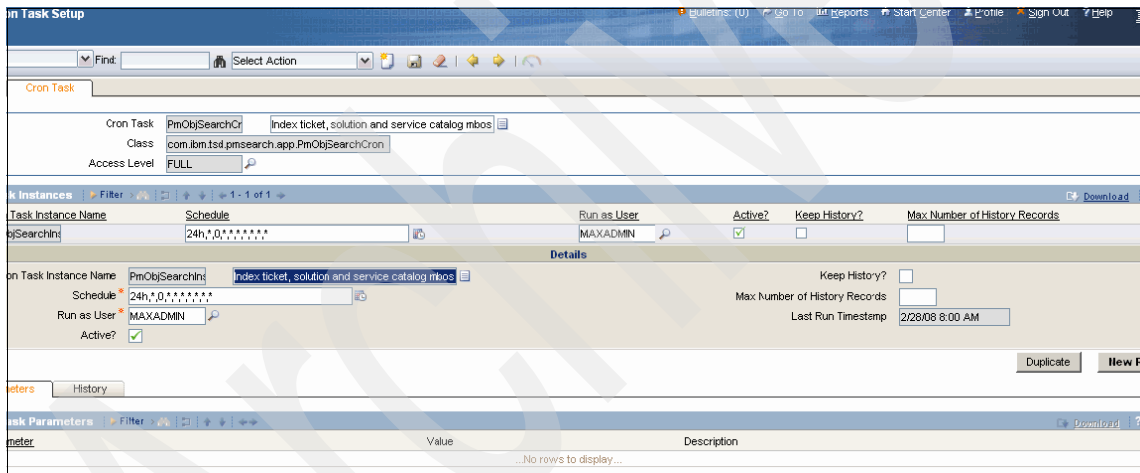 on Task Setup
Bulletins: (0) Go To Reports Start Center Profile Sign Out ? Help
Find: Select Action
Cron Task
Cron Task PmObjSearchCr Index ticket, solution and service catalog mbos
Class com.ibm.tsd.pmsearch.app.PmObjSearchCron
Access Level FULL
sk Instances Filter 1 - 1 of 1 Download
Task Instance Name Schedule Run as User Active? Keep History? Max Number of History Records
bjSearchIns 24h,*,0,*,*,*,*,*,*,* MAXADMIN
Details
on Task Instance Name PmObjSearchIns Index ticket, solution and service catalog mbos Keep History?
Schedule * 24h,*,0,*,*,*,*,*,*,* Max Number of History Records
Run as User * MAXADMIN Last Run Timestamp 2/28/08 8:00 AM
Active?
Duplicate New R
meters History
ask Parameters Filter Download ?
meter Value Description
...No rows to display...
Archive